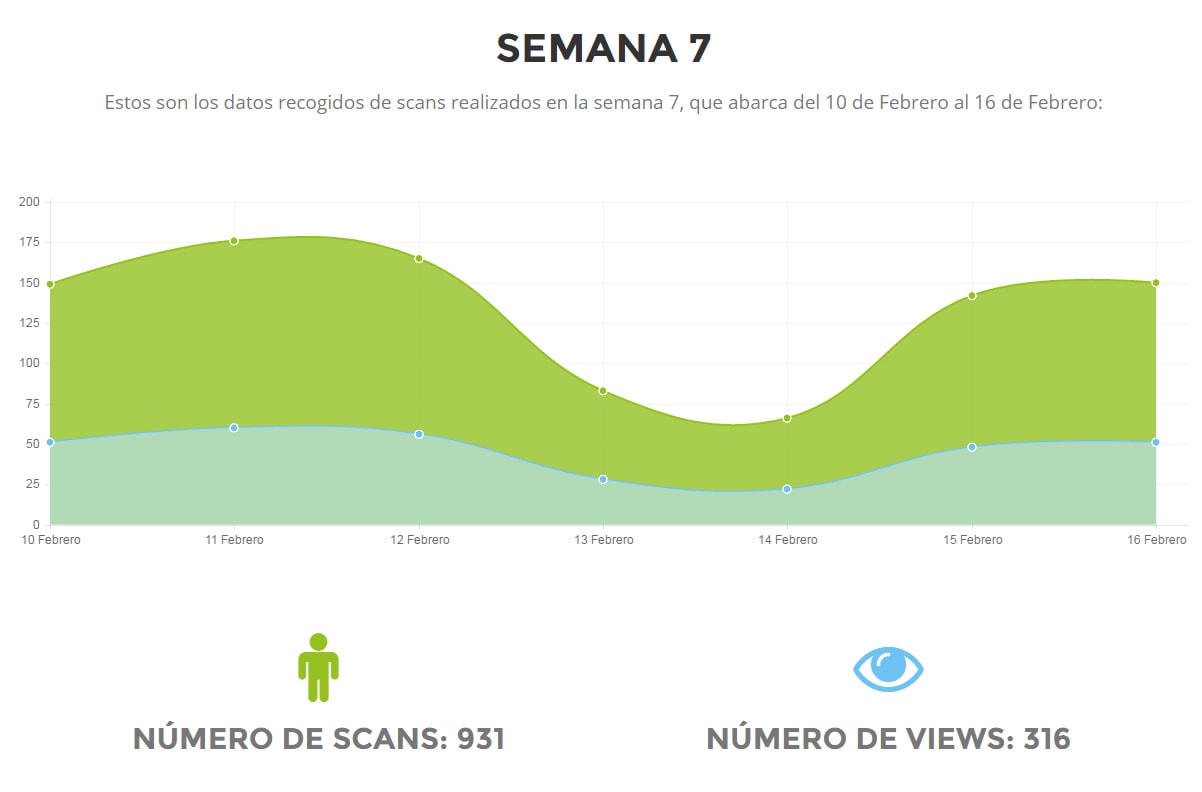 SEMANA 7
Estos son los datos recogidos de scans realizados en la semana 7, que abarca del 10 de Febrero al 16 de Febrero:
200
175
150
125
100
75
50
25
0
10 Febrero 11 Febrero 12 Febrero 13 Febrero 14 Febrero 15 Febrero 16 Febrero
NÚMERO DE SCANS: 931 NÚMERO DE VIEWS: 316